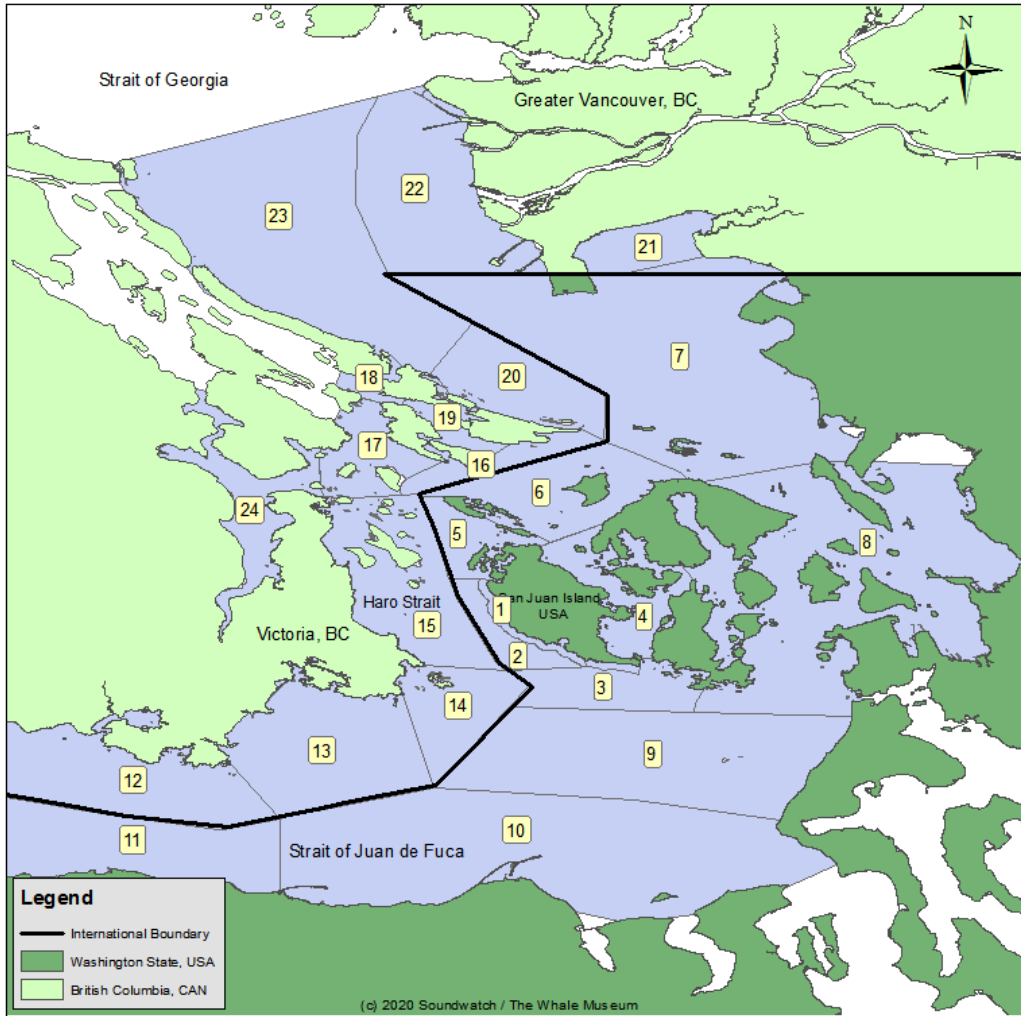 N
Strait of Georgia
Greater Vancouver, BC
22
23
21
7
18
20
19
17
16
6
24
5
8
San Juan Island
USA
1
Haro Strait
4
15
Victoria, BC
2
3
14
13
9
12
11
10
Strait of Juan de Fuca
Legend
International Boundary
Washington State, USA
British Columbia, CAN
(c) 2020 Soundwatch / The Whale Museum